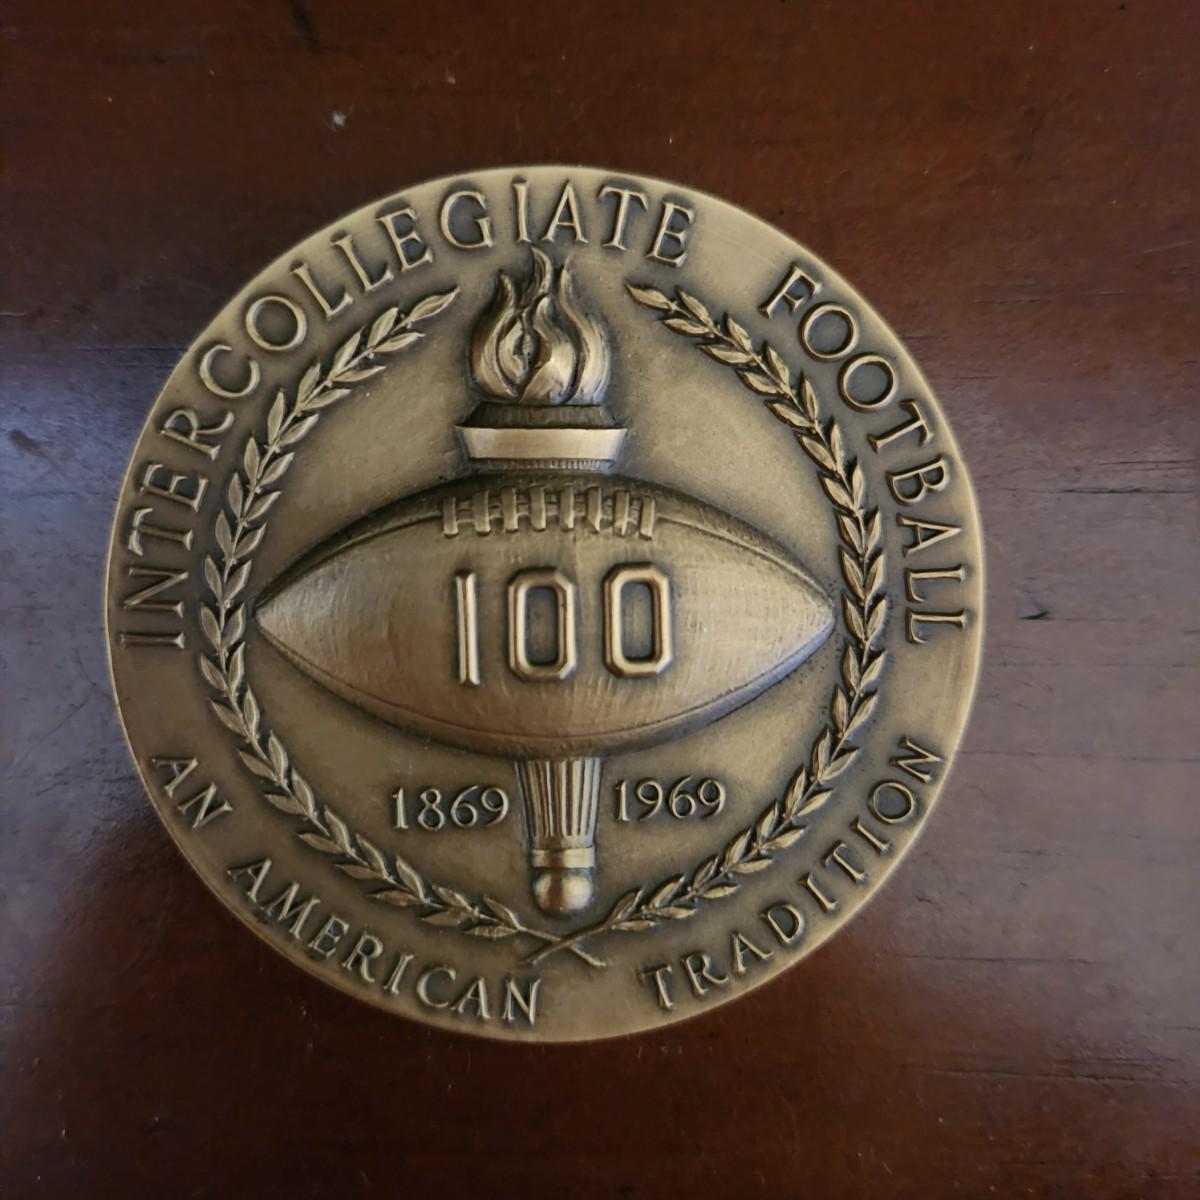 INTERCOLLEGIATE FOOTBALL
100
1869 1969
AN AMERICAN TRADITION